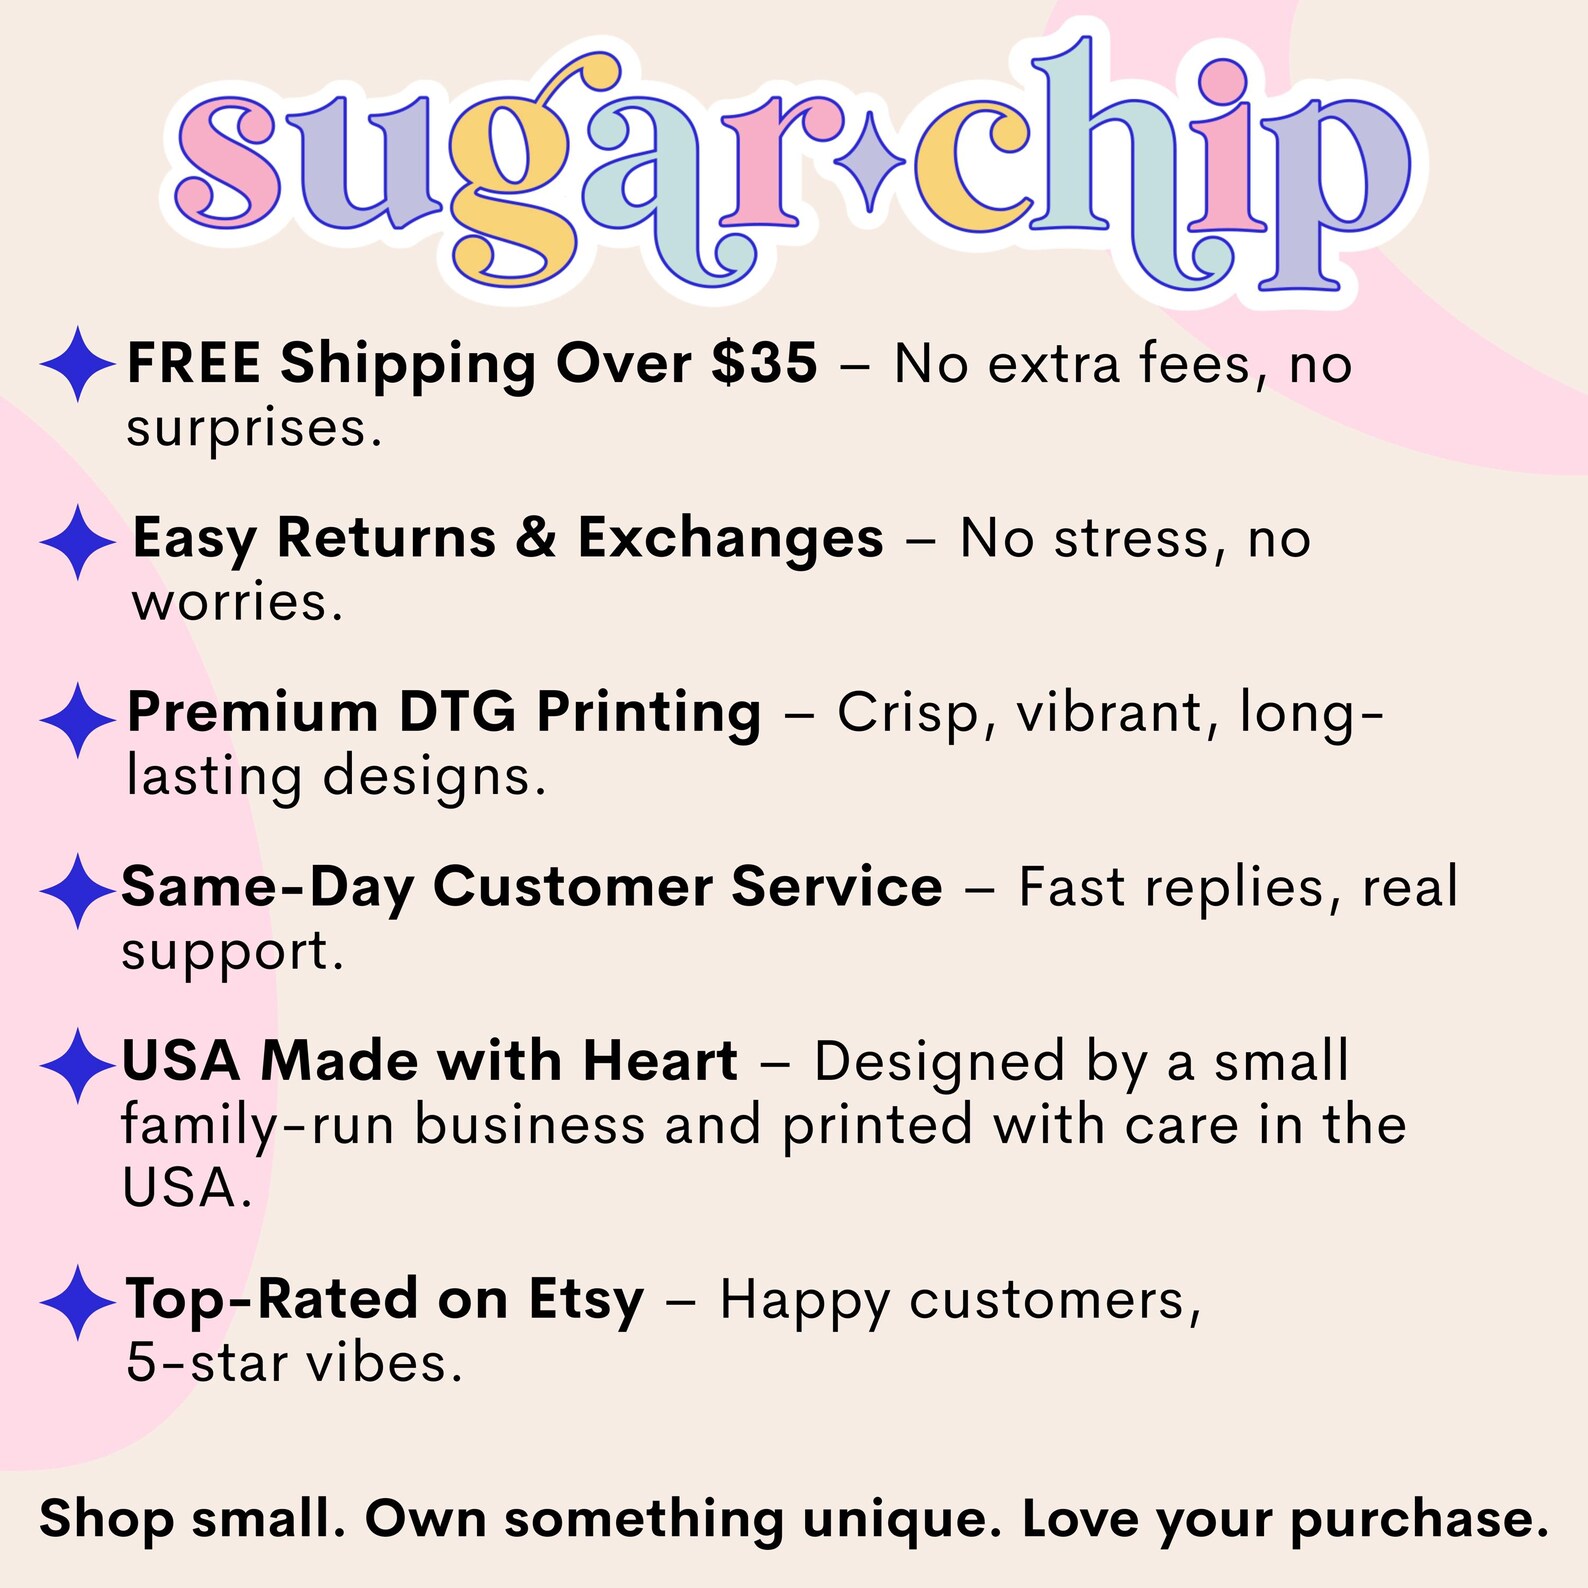 sugar chip
FREE Shipping Over $35 – No extra fees, no
surprises.
Easy Returns & Exchanges – No stress, no
worries.
Premium DTG Printing – Crisp, vibrant, long-
lasting designs.
Same-Day Customer Service – Fast replies, real
support.
USA Made with Heart – Designed by a small
family-run business and printed with care in the
USA.
Top-Rated on Etsy – Happy customers,
5-star vibes.
Shop small. Own something unique. Love your purchase.